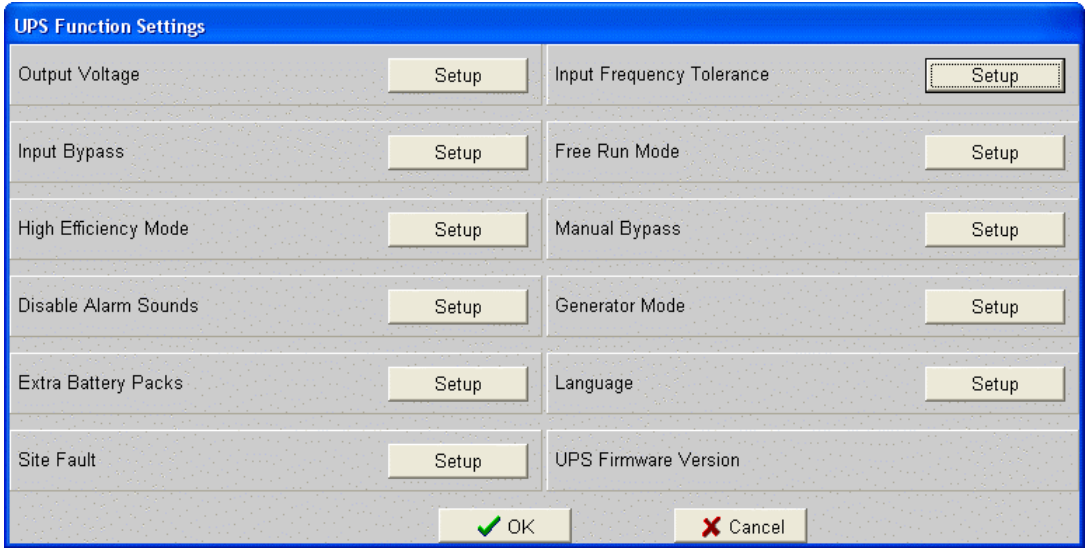 UPS Function Settings
Output Voltage Setup Input Frequency Tolerance Setup
Input Bypass Setup Free Run Mode Setup
High Efficiency Mode Setup Manual Bypass Setup
Disable Alarm Sounds Setup Generator Mode Setup
Extra Battery Packs Setup Language Setup
Site Fault Setup UPS Firmware Version
OK Cancel